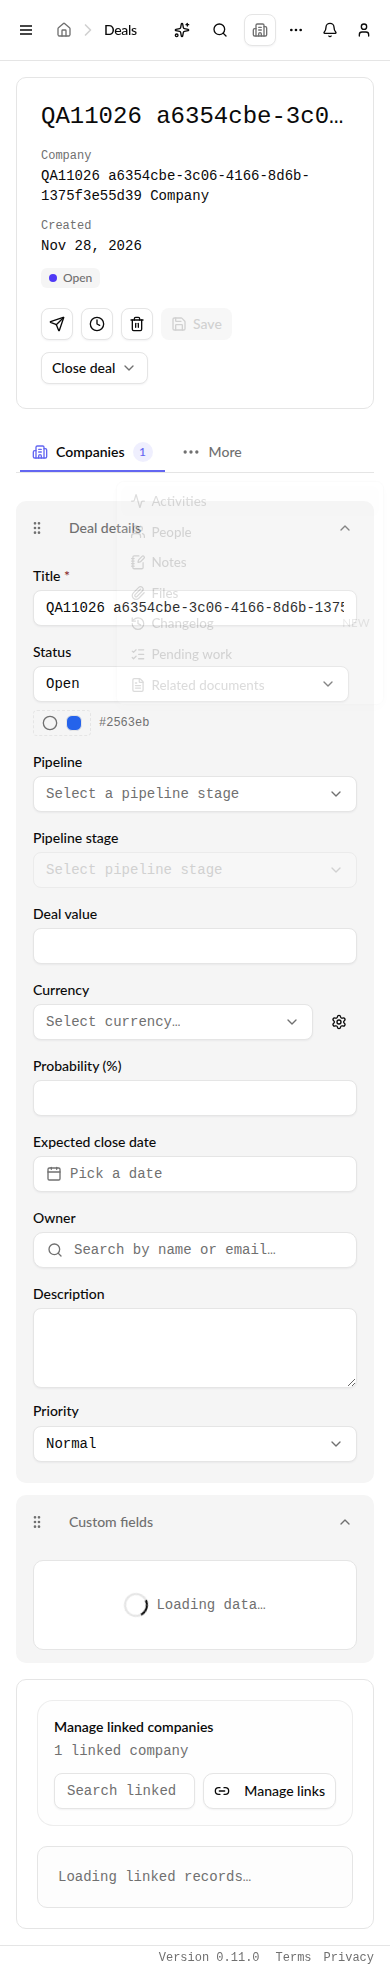 Deals
QA11026 a6354cbe-3c0…
Company
QA11026 a6354cbe-3c06-4166-8d6b-
1375f3e55d39 Company
Created
Nov 28, 2026
Open
Save
Close deal
Companies 1 More
Activities
Deal details
People
Notes
Title *
Files
QA11026 a6354cbe-3c06-4166-8d6b-1375
Changelog NEW
Status
Pending work
Open
Related documents
#2563eb
Pipeline
Select a pipeline stage
Pipeline stage
Select pipeline stage
Deal value
Currency
Select currency…
Probability (%)
Expected close date
Pick a date
Owner
Search by name or email…
Description
Priority
Normal
Custom fields
Loading data…
Manage linked companies
1 linked company
Search linked
Manage links
Loading linked records…
Version 0.11.0 Terms Privacy